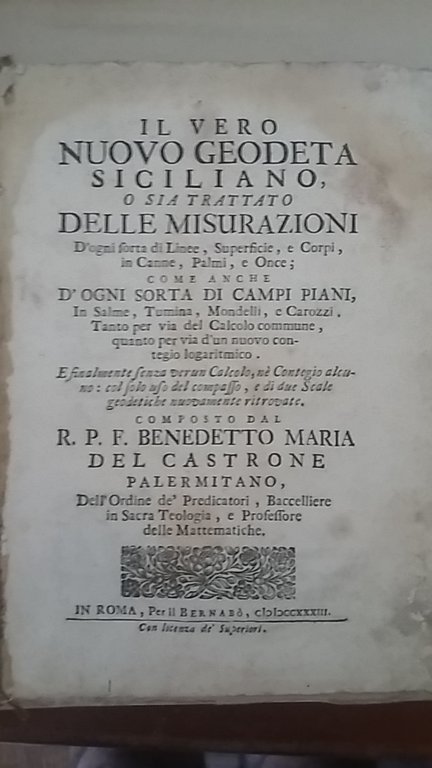 IL VERO
NUOVO GEODETA
SICILIANO,
O SIA TRATTATO
DELLE MISURAZIONI
D'ogni sorta di Linee, Superficie, e Corpi,
in Canne, Palmi, e Once;
COME ANCHE
D'OGNI SORTA DI CAMPI PIANI,
In Salme, Tumina, Mondelli, e Carozzi.
Tanto per via del Calcolo commune,
quanto per via d'un nuovo con-
tegio logaritmico.
E finalmente senza verun Calcolo, nè Contegio alcu-
no: col solo uso del compasso, e di due Scale
geodetiche nuovamente ritrovate.
COMPOSTO DAL
R. P. F. BENEDETTO MARIA
DEL CASTRONE
PALERMITANO,
Dell'Ordine de' Predicatori, Baccelliere
in Sacra Teologia, e Professore
delle Mattematiche.
IN ROMA, Per il BERNABÒ, CIƆIƆCCXXXIII.
Con licenza de' Superiori.